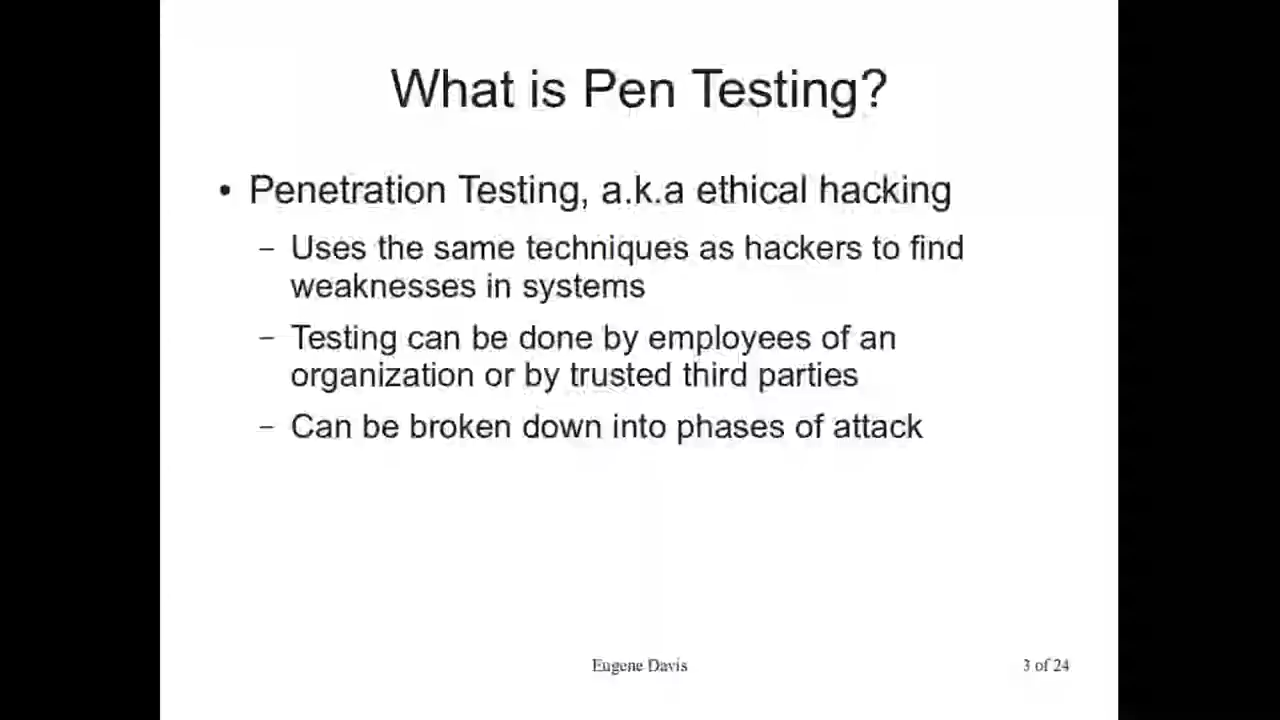 What is Pen Testing?
• Penetration Testing, a.k.a ethical hacking
– Uses the same techniques as hackers to find
weaknesses in systems
– Testing can be done by employees of an
organization or by trusted third parties
– Can be broken down into phases of attack
Eugene Davis
3 of 24